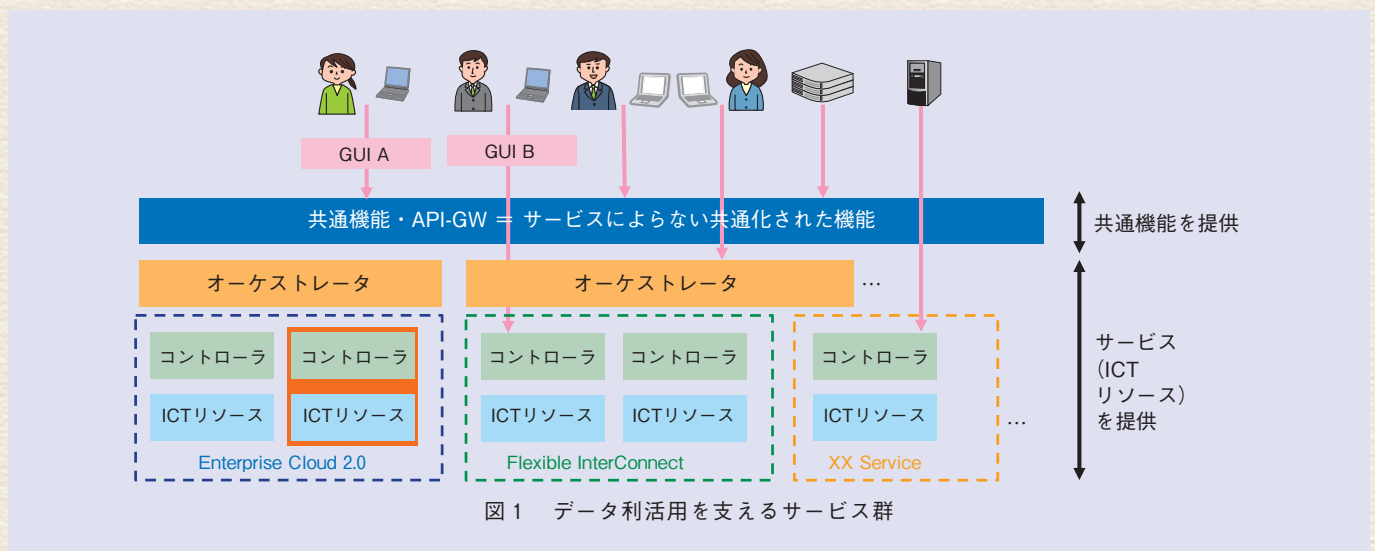 GUI A
GUI B
共通機能・API-GW = サービスによらない共通化された機能
共通機能を提供
オーケストレータ
オーケストレータ
…
コントローラ
コントローラ
コントローラ
コントローラ
コントローラ
ICTリソース
ICTリソース
ICTリソース
ICTリソース
ICTリソース
…
サービス
(ICT
リソース)
を提供
Enterprise Cloud 2.0
Flexible InterConnect
XX Service
図1 データ利活用を支えるサービス群